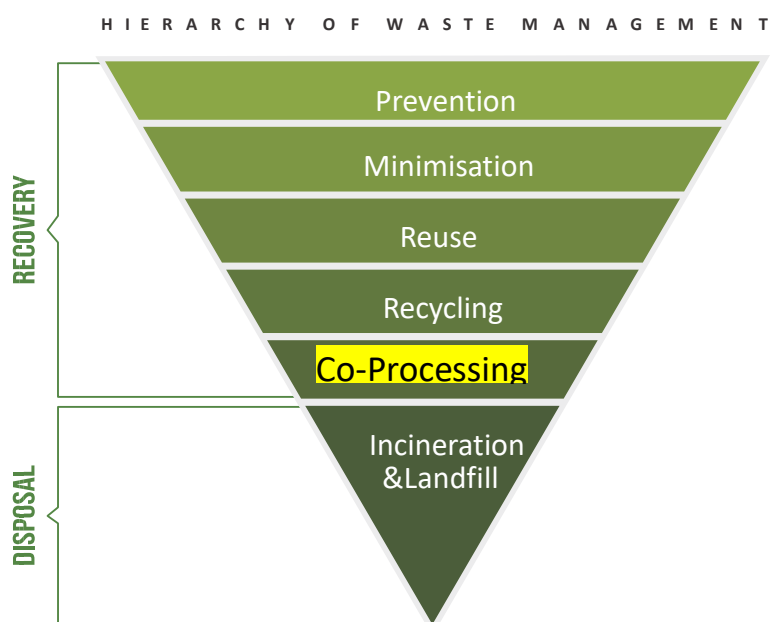 HIERARCHY OF WASTE MANAGEMENT
Prevention
Minimisation
Reuse
Recycling
Co-Processing
Incineration
&Landfill
RECOVERY
DISPOSAL